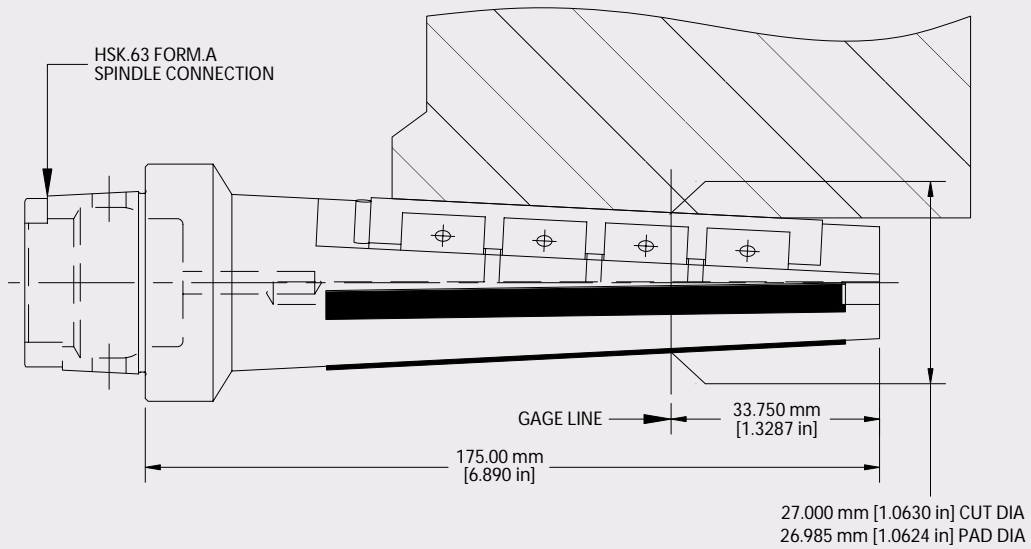 HSK.63 FORM.A
SPINDLE CONNECTION
GAGE LINE
33.750 mm
[1.3287 in]
175.00 mm
[6.890 in]
27.000 mm [1.0630 in] CUT DIA
26.985 mm [1.0624 in] PAD DIA